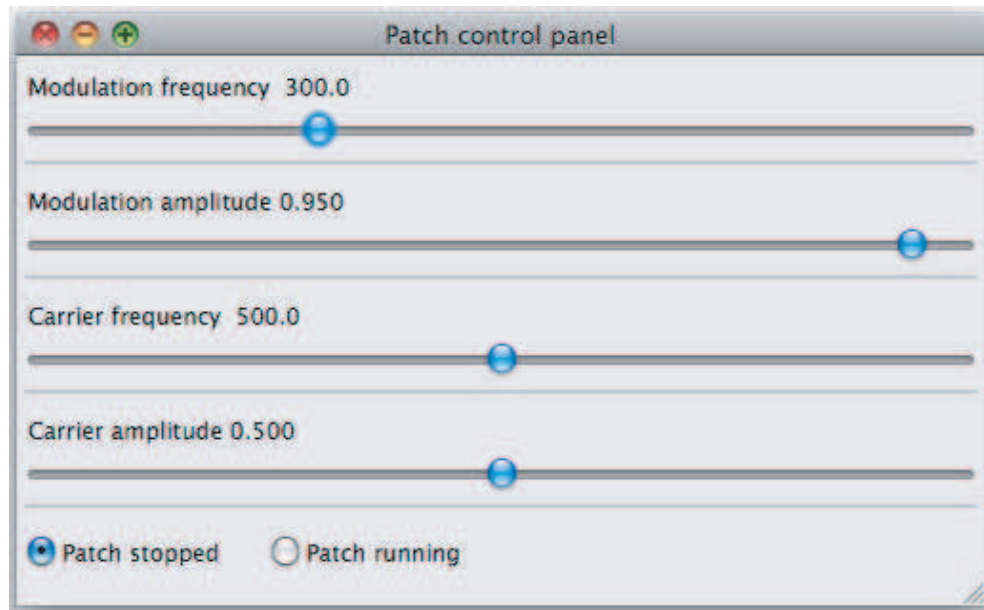 Patch control panel
Modulation frequency 300.0
Modulation amplitude 0.950
Carrier frequency 500.0
Carrier amplitude 0.500
Patch stopped Patch running